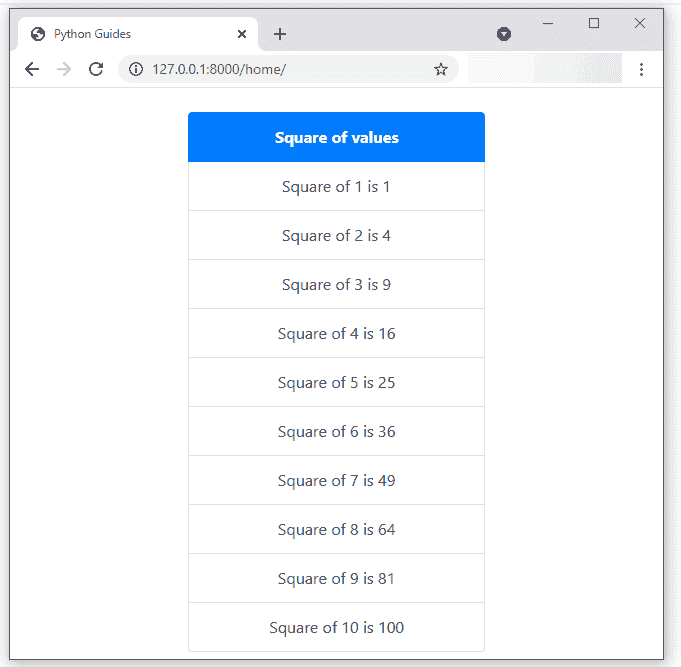 Python Guides
127.0.0.1:8000/home/
Square of values
Square of 1 is 1
Square of 2 is 4
Square of 3 is 9
Square of 4 is 16
Square of 5 is 25
Square of 6 is 36
Square of 7 is 49
Square of 8 is 64
Square of 9 is 81
Square of 10 is 100